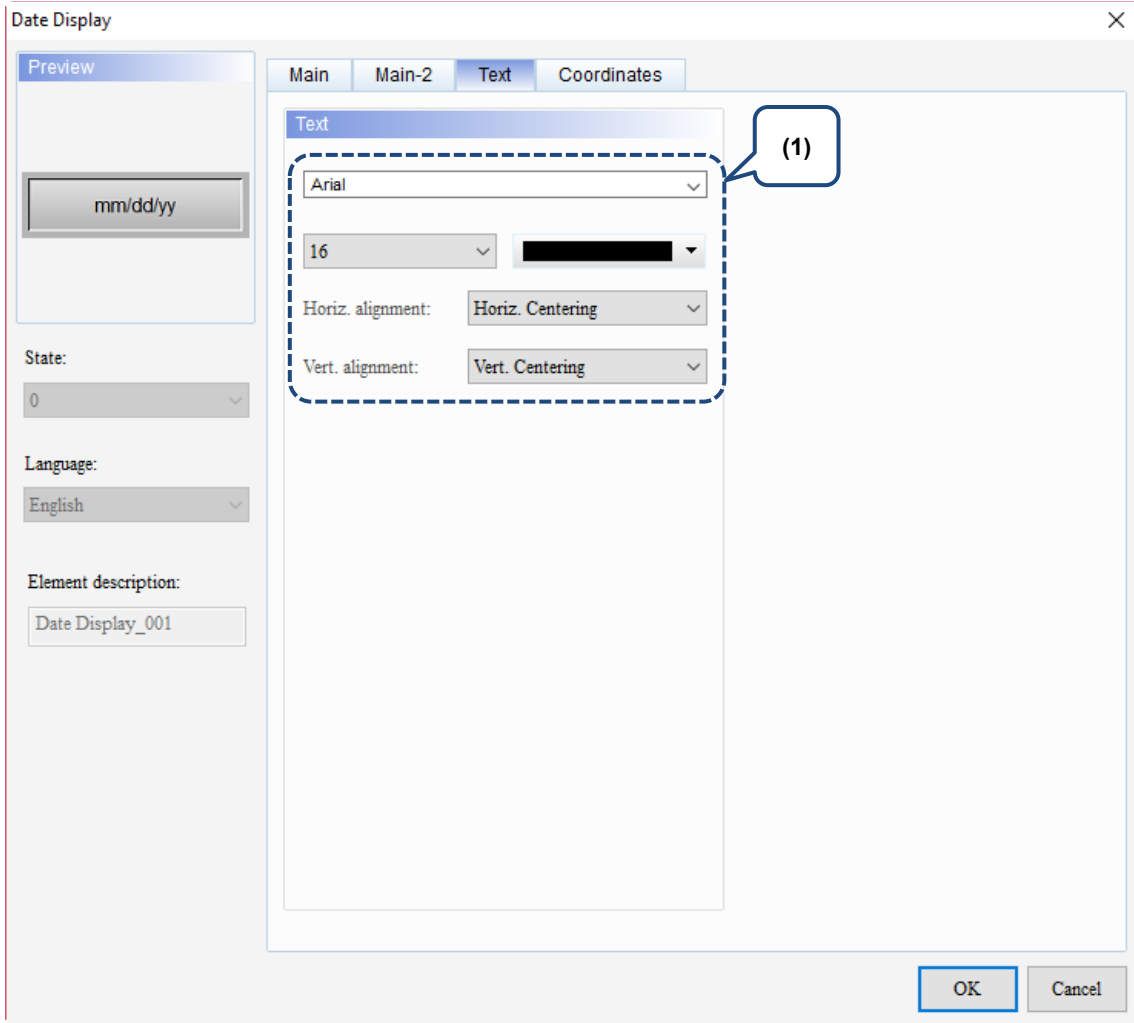 Date Display
Preview
mm/dd/yy
State:
0
Language:
English
Element description:
Date Display_001
Main Main-2 Text Coordinates
Text
(1)
Arial
16
Horiz. alignment: Horiz. Centering
Vert. alignment: Vert. Centering
OK Cancel